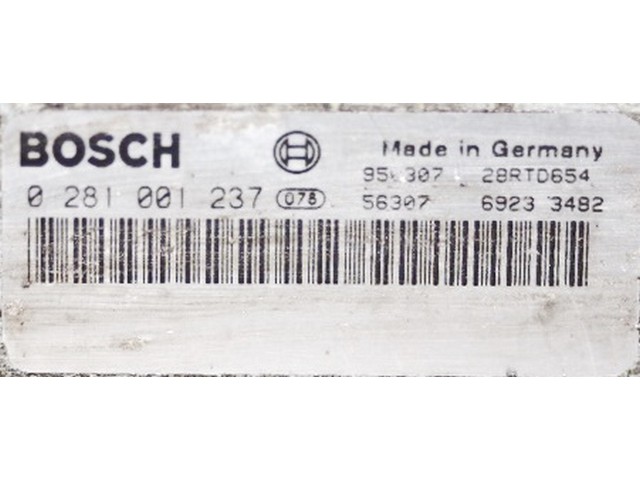 BOSCH Made in Germany
28RTD654
0 281 001 237 078 56307 6923 3482